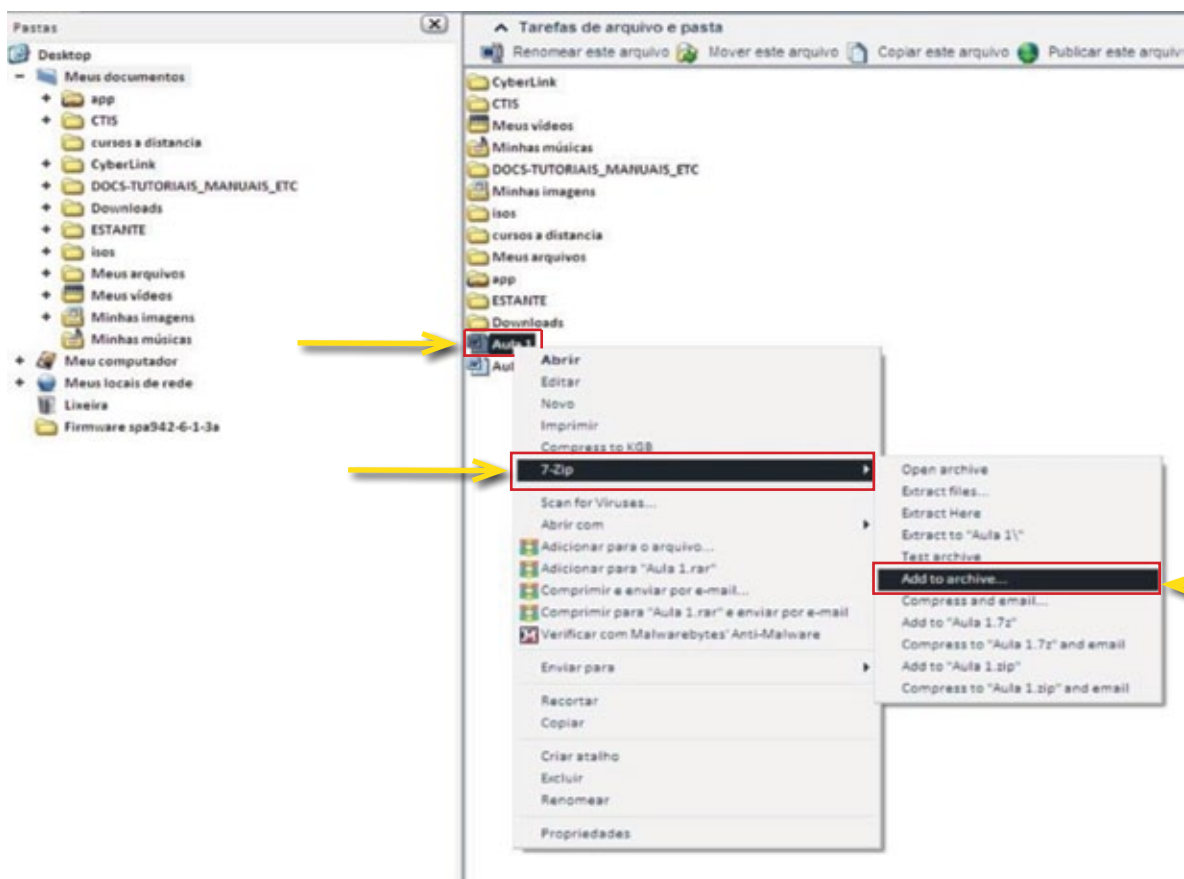 Pastas
Desktop
Meus documentos
app
CTIS
cursos a distancia
CyberLink
DOCS-TUTORIAIS_MANUAIS_ETC
Downloads
ESTANTE
isos
Meus arquivos
Meus vídeos
Minhas imagens
Minhas músicas
Meu computador
Meus locais de rede
Lixeira
Firmware spa942-6-1-3a
Tarefas de arquivo e pasta
Renomear este arquivo Mover este arquivo Copiar este arquivo Publicar este arquiv
CyberLink
CTIS
Meus vídeos
Minhas músicas
DOCS-TUTORIAIS_MANUAIS_ETC
Minhas imagens
isos
cursos a distancia
Meus arquivos
app
ESTANTE
Downloads
Aula 1
Aul
Abrir
Editar
Novo
Imprimir
Compress to KGB
7-Zip
Scan for Viruses...
Abrir com
Adicionar para o arquivo...
Adicionar para "Aula 1.rar"
Comprimir e enviar por e-mail...
Comprimir para "Aula 1.rar" e enviar por e-mail
Verificar com Malwarebytes' Anti-Malware
Enviar para
Recortar
Copiar
Criar atalho
Excluir
Renomear
Propriedades
Open archive
Extract files...
Extract Here
Extract to "Aula 1\"
Test archive
Add to archive...
Compress and email...
Add to "Aula 1.7z"
Compress to "Aula 1.7z" and email
Add to "Aula 1.zip"
Compress to "Aula 1.zip" and email